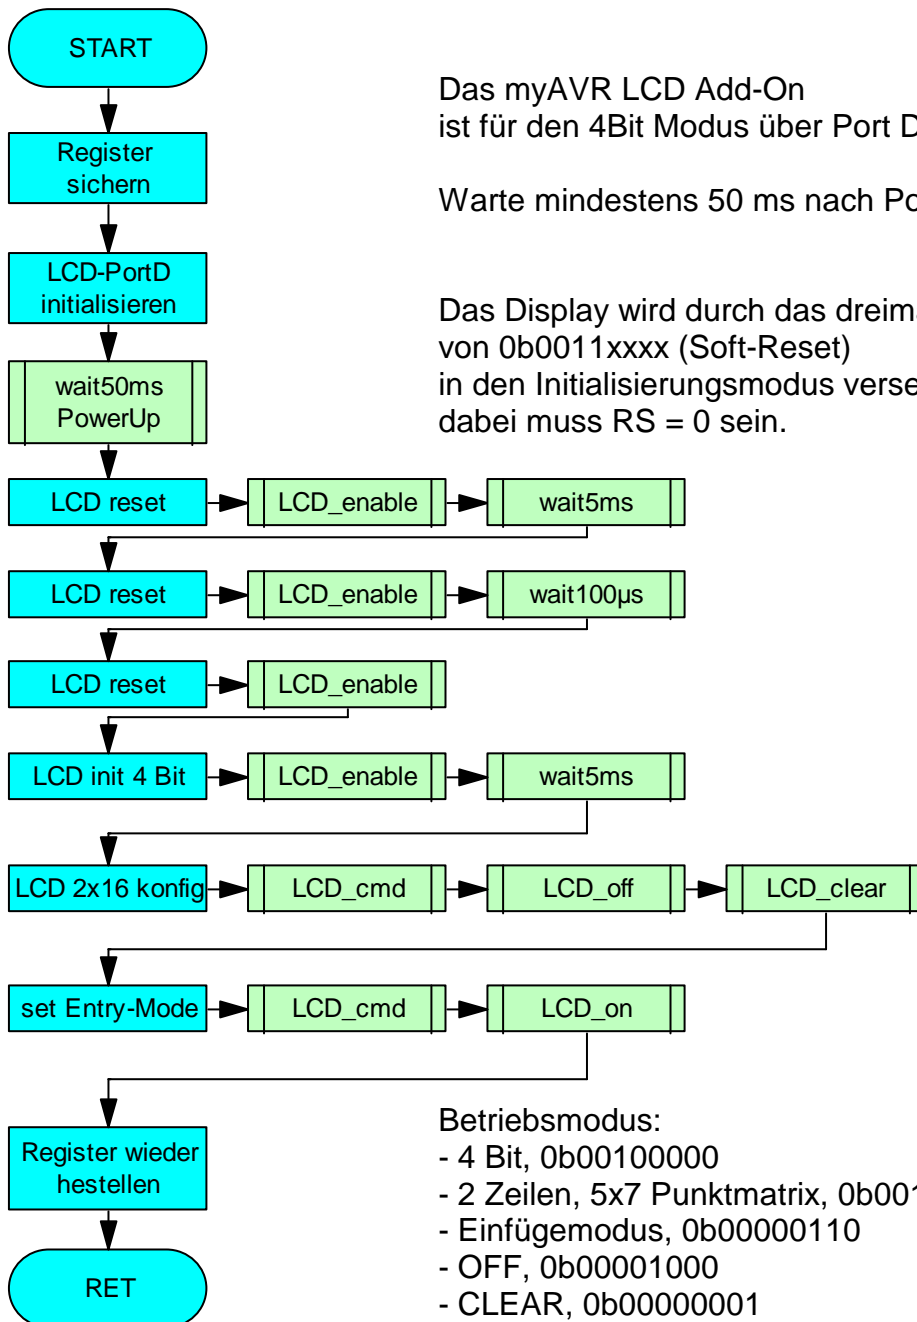 START
Das myAVR LCD Add-On
ist für den 4Bit Modus über Port D
Register
sichern
Warte mindestens 50 ms nach Po
LCD-PortD
initialisieren
Das Display wird durch das dreima
von 0b0011xxxx (Soft-Reset)
in den Initialisierungsmodus verse
dabei muss RS = 0 sein.
wait50ms
PowerUp
LCD reset
LCD_enable
wait5ms
LCD reset
LCD_enable
wait100µs
LCD reset
LCD_enable
LCD init 4 Bit
LCD_enable
wait5ms
LCD 2x16 konfig
LCD_cmd
LCD_off
LCD_clear
set Entry-Mode
LCD_cmd
LCD_on
Register wieder
hestellen
RET
Betriebsmodus:
- 4 Bit, 0b00100000
- 2 Zeilen, 5x7 Punktmatrix, 0b001
- Einfügemodus, 0b00000110
- OFF, 0b00001000
- CLEAR, 0b00000001